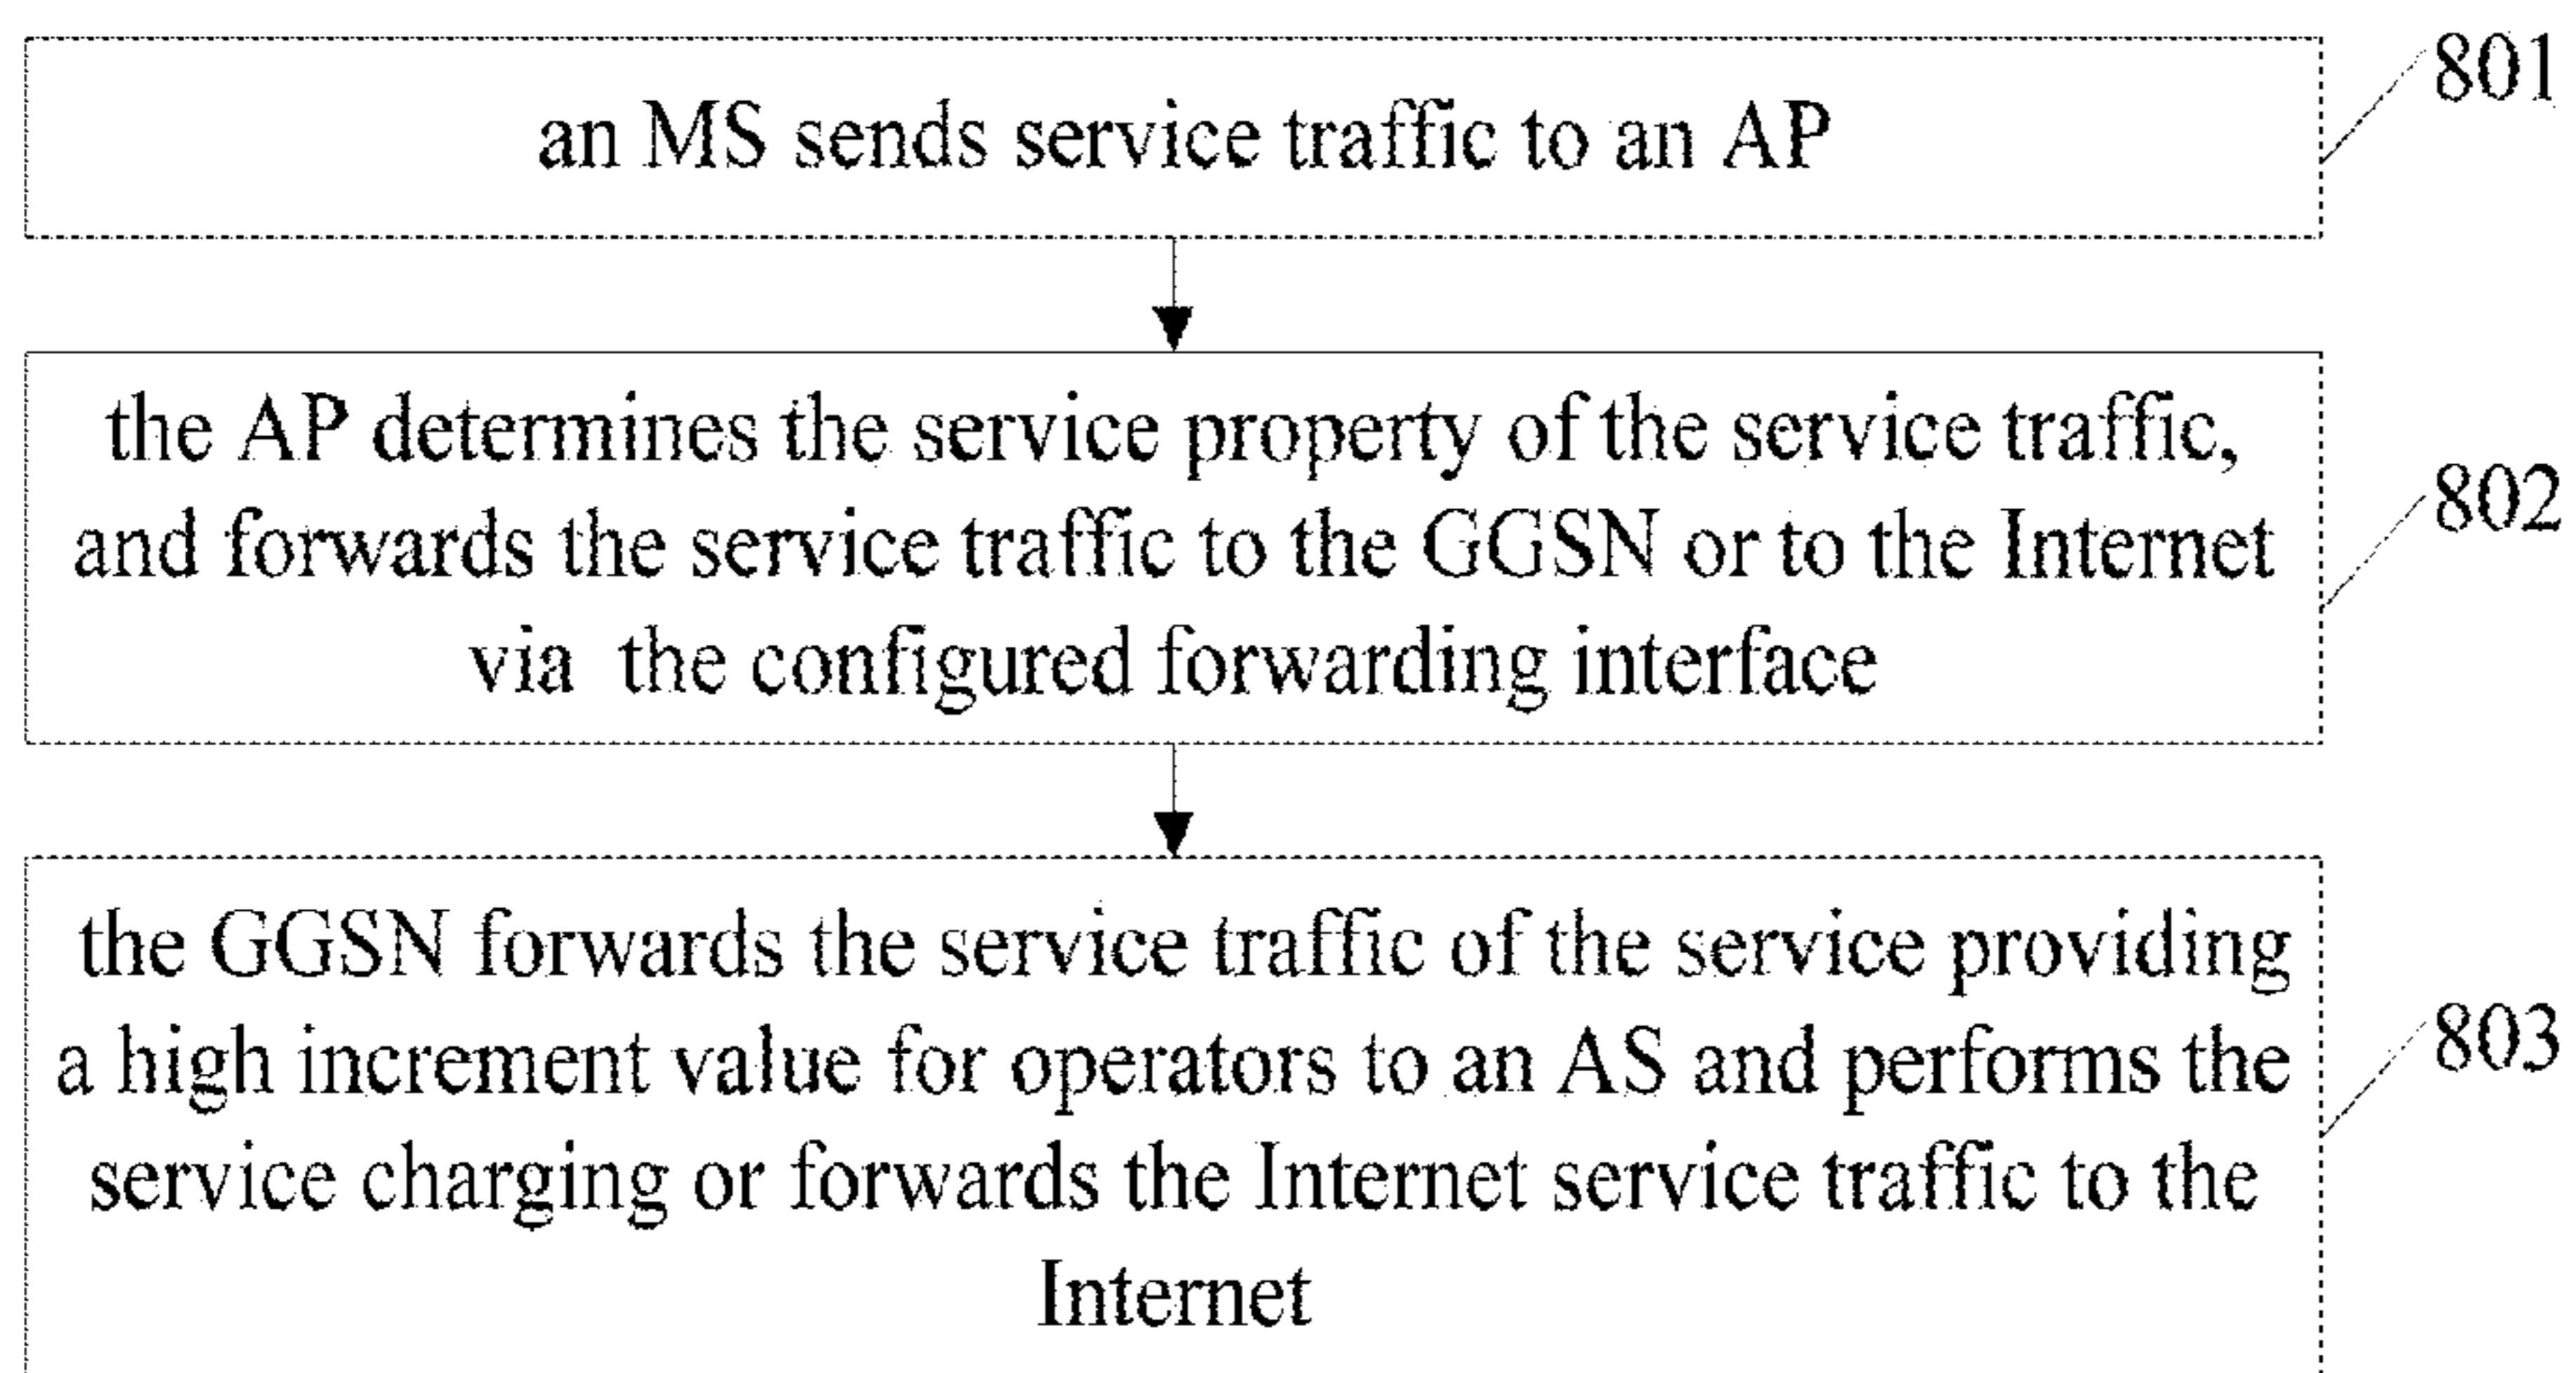 801
an MS sends service traffic to an AP
the AP determines the service property of the service traffic,
and forwards the service traffic to the GGSN or to the Internet
via the configured forwarding interface
802
the GGSN forwards the service traffic of the service providing
a high increment value for operators to an AS and performs the
service charging or forwards the Internet service traffic to the
Internet
803